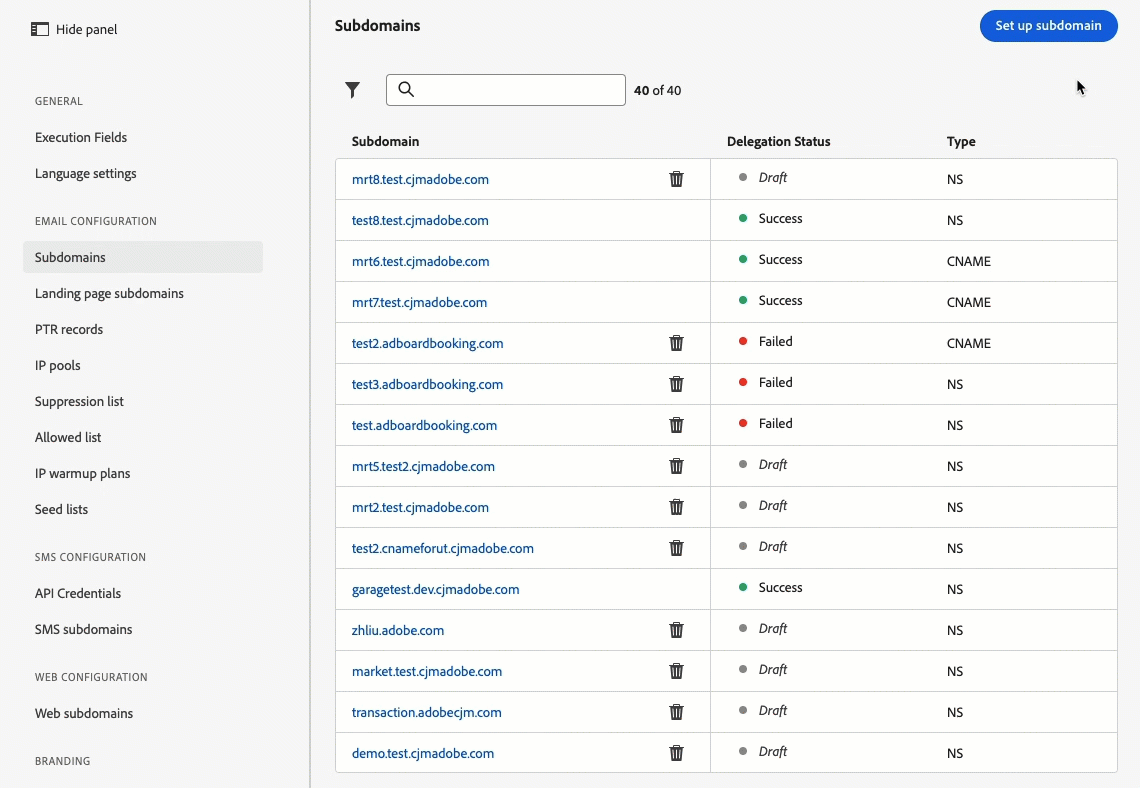 Hide panel
GENERAL
Execution Fields
Language settings
EMAIL CONFIGURATION
Subdomains
Landing page subdomains
PTR records
IP pools
Suppression list
Allowed list
IP warmup plans
Seed lists
SMS CONFIGURATION
API Credentials
SMS subdomains
WEB CONFIGURATION
Web subdomains
BRANDING
Subdomains
Set up subdomain
40 of 40
Subdomain Delegation Status Type
mrt8.test.cjmadobe.com Draft NS
test8.test.cjmadobe.com Success NS
mrt6.test.cjmadobe.com Success CNAME
mrt7.test.cjmadobe.com Success CNAME
test2.adboardbooking.com Failed CNAME
test3.adboardbooking.com Failed NS
test.adboardbooking.com Failed NS
mrt5.test2.cjmadobe.com Draft NS
mrt2.test.cjmadobe.com Draft NS
test2.cnameforut.cjmadobe.com Draft NS
garagetest.dev.cjmadobe.com Success NS
zhliu.adobe.com Draft NS
market.test.cjmadobe.com Draft NS
transaction.adobecjm.com Draft NS
demo.test.cjmadobe.com Draft NS